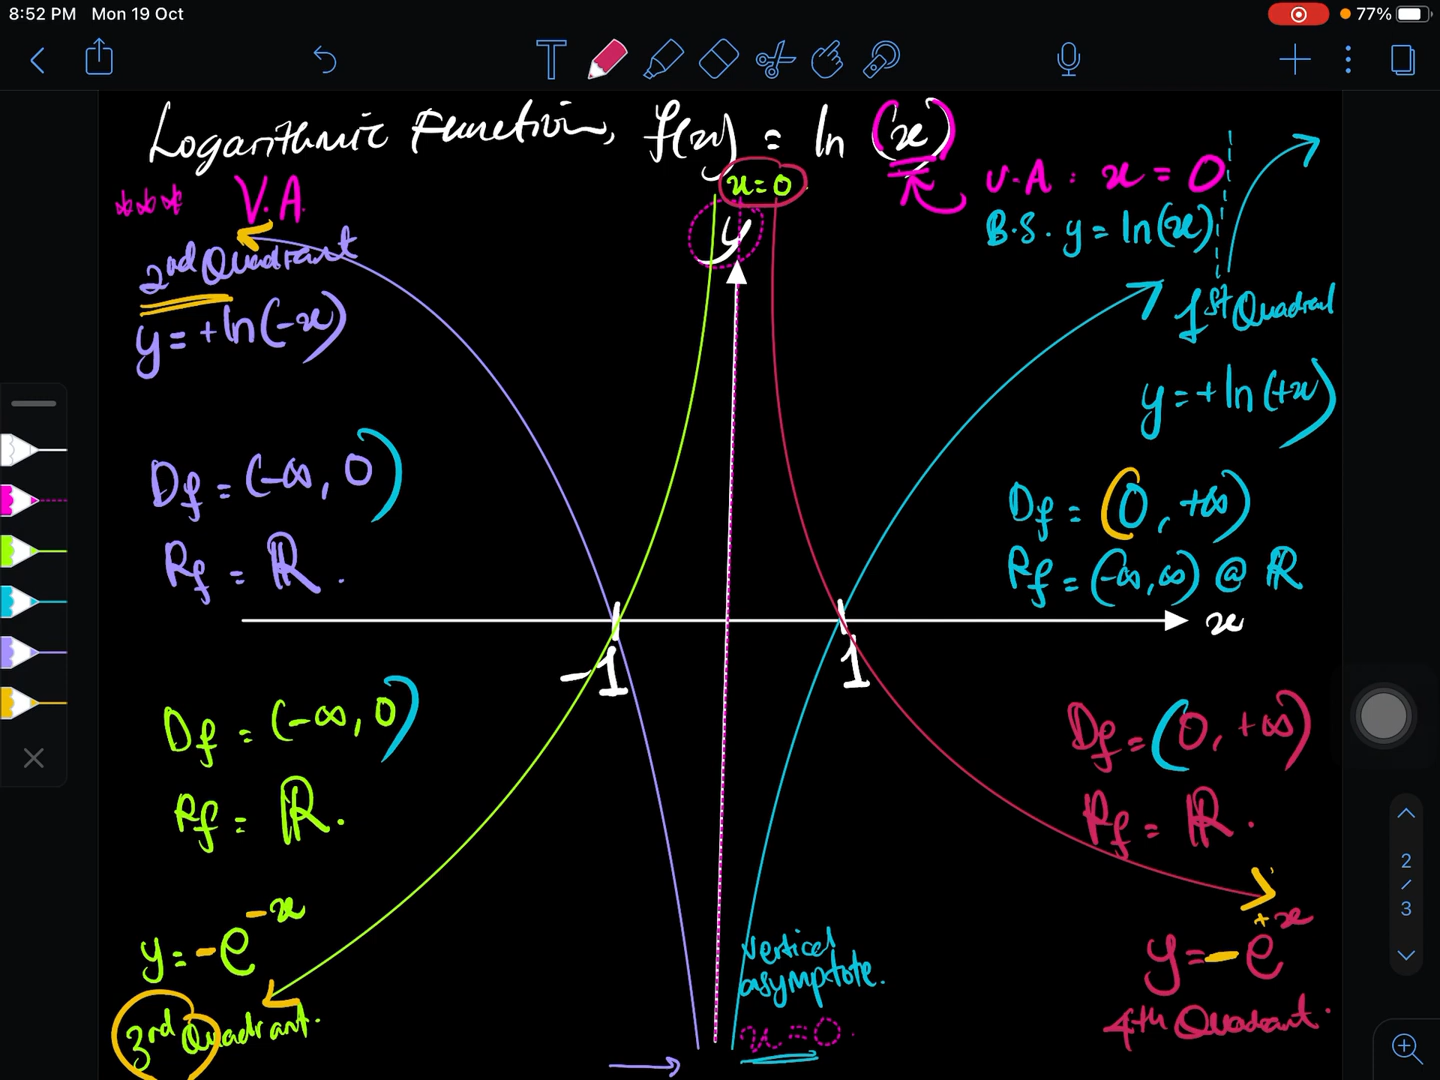 8:52 PM Mon 19 Oct
77%
Logarithmic Function, f(x) = ln (x)
x=0
V.A : x = 0
*** V.A.
y
B.S. y = ln(x)
2nd Quadrant
y = +ln(-x)
1st Quadrant
y = + ln (+x)
Df = (-∞, 0)
Rf = ℝ.
Df = (0, +∞)
Rf = (-∞, ∞) @ ℝ
x
-1
1
Df = (-∞, 0)
Rf = ℝ.
Df = (0, +∞)
Rf = ℝ.
y = -e^-x
3rd Quadrant.
vertical
asymptote.
x=0.
y = -e^+x
4th Quadrant.
2
/
3